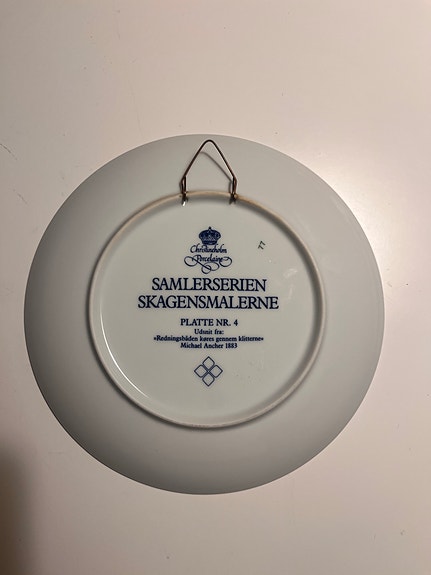 Christineholm
Porcelaine
SAMLERSERIEN
SKAGENSMALERNE
PLATTE NR. 4
Udsnit fra:
»Redningsbåden køres gennem klitterne«
Michael Ancher 1883